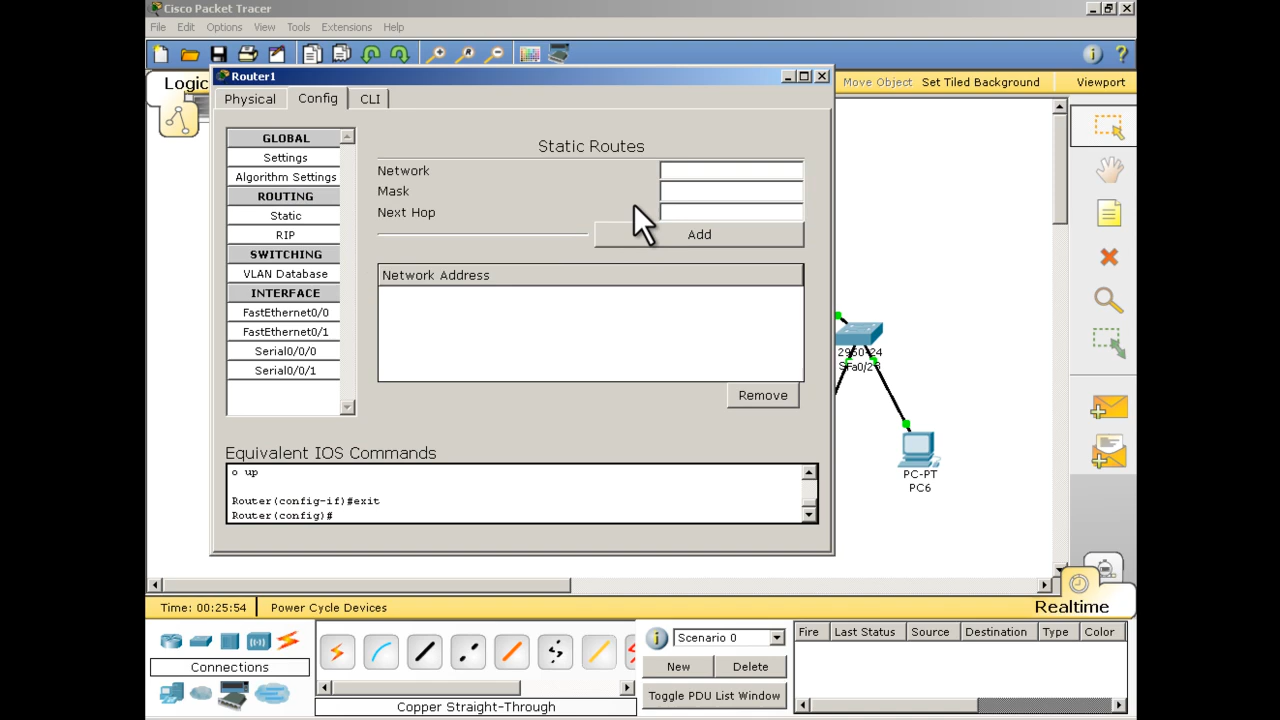 Cisco Packet Tracer
File Edit Options View Tools Extensions Help
Logic
Move Object Set Tiled Background Viewport
Router1
Physical Config CLI
GLOBAL
Settings
Algorithm Settings
ROUTING
Static
RIP
SWITCHING
VLAN Database
INTERFACE
FastEthernet0/0
FastEthernet0/1
Serial0/0/0
Serial0/0/1
Static Routes
Network
Mask
Next Hop
Add
Network Address
Remove
Equivalent IOS Commands
o up
Router(config-if)#exit
Router(config)#
PC-PT
PC6
Time: 00:25:54 Power Cycle Devices
Realtime
Connections
Copper Straight-Through
Scenario 0
New Delete
Toggle PDU List Window
Fire Last Status Source Destination Type Color